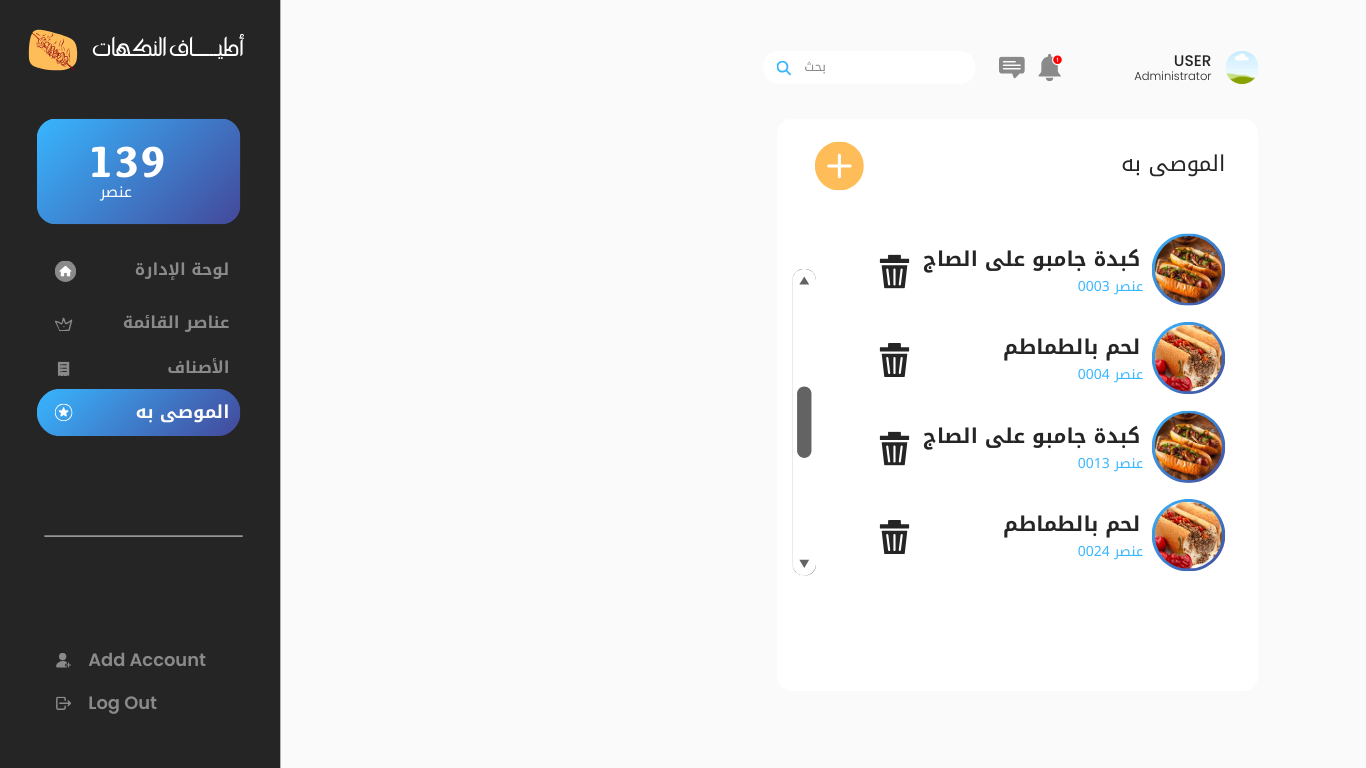 أطياف النكهات
139
عنصر
لوحة الإدارة
عناصر القائمة
الأصناف
الموصى به
Add Account
Log Out
بحث
1
USER
Administrator
الموصى به
كبدة جامبو على الصاج
عنصر 0003
لحم بالطماطم
عنصر 0004
كبدة جامبو على الصاج
عنصر 0013
لحم بالطماطم
عنصر 0024